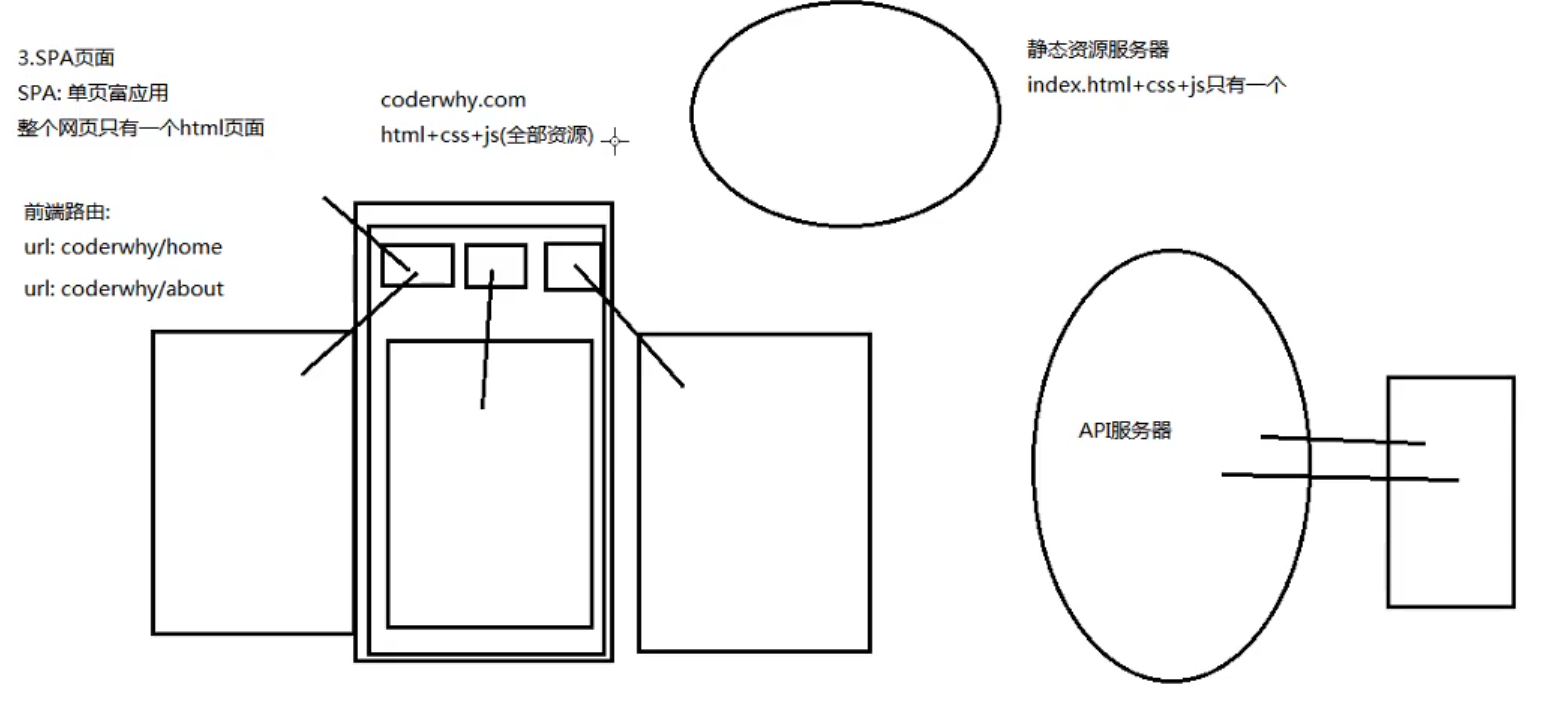 3.SPA页面
SPA: 单页富应用
整个网页只有一个html页面
前端路由:
url: coderwhy/home
url: coderwhy/about
coderwhy.com
html+css+js(全部资源)
静态资源服务器
index.html+css+js只有一个
API服务器